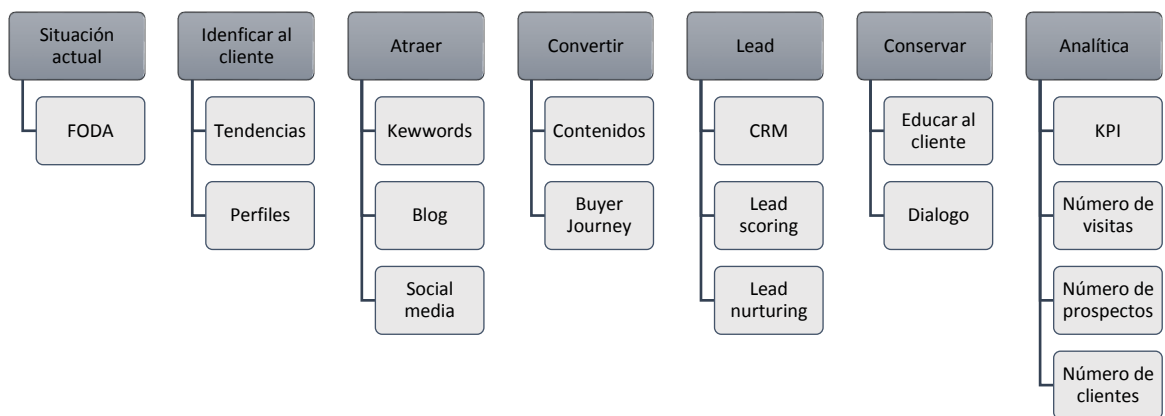 Situación
actual
FODA
Idenficar al
cliente
Tendencias
Perfiles
Atraer
Kewwords
Blog
Social
media
Convertir
Contenidos
Buyer
Journey
Lead
CRM
Lead
scoring
Lead
nurturing
Conservar
Educar al
cliente
Dialogo
Analítica
KPI
Número de
visitas
Número de
prospectos
Número de
clientes